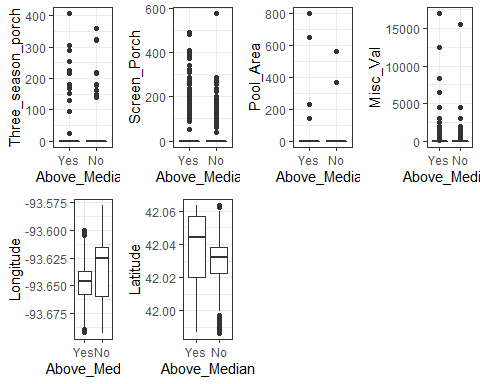 Three_season_porch
400
300
200
100
0
Yes No
Above_Media
Screen_Porch
600
400
200
0
Yes No
Above_Media
Pool_Area
800
600
400
200
0
Yes No
Above_Media
Misc_Val
15000
10000
5000
0
Yes No
Above_Media
Longitude
-93.575
-93.600
-93.625
-93.650
-93.675
YesNo
Above_Med
Latitude
42.06
42.04
42.02
42.00
Yes No
Above_Median